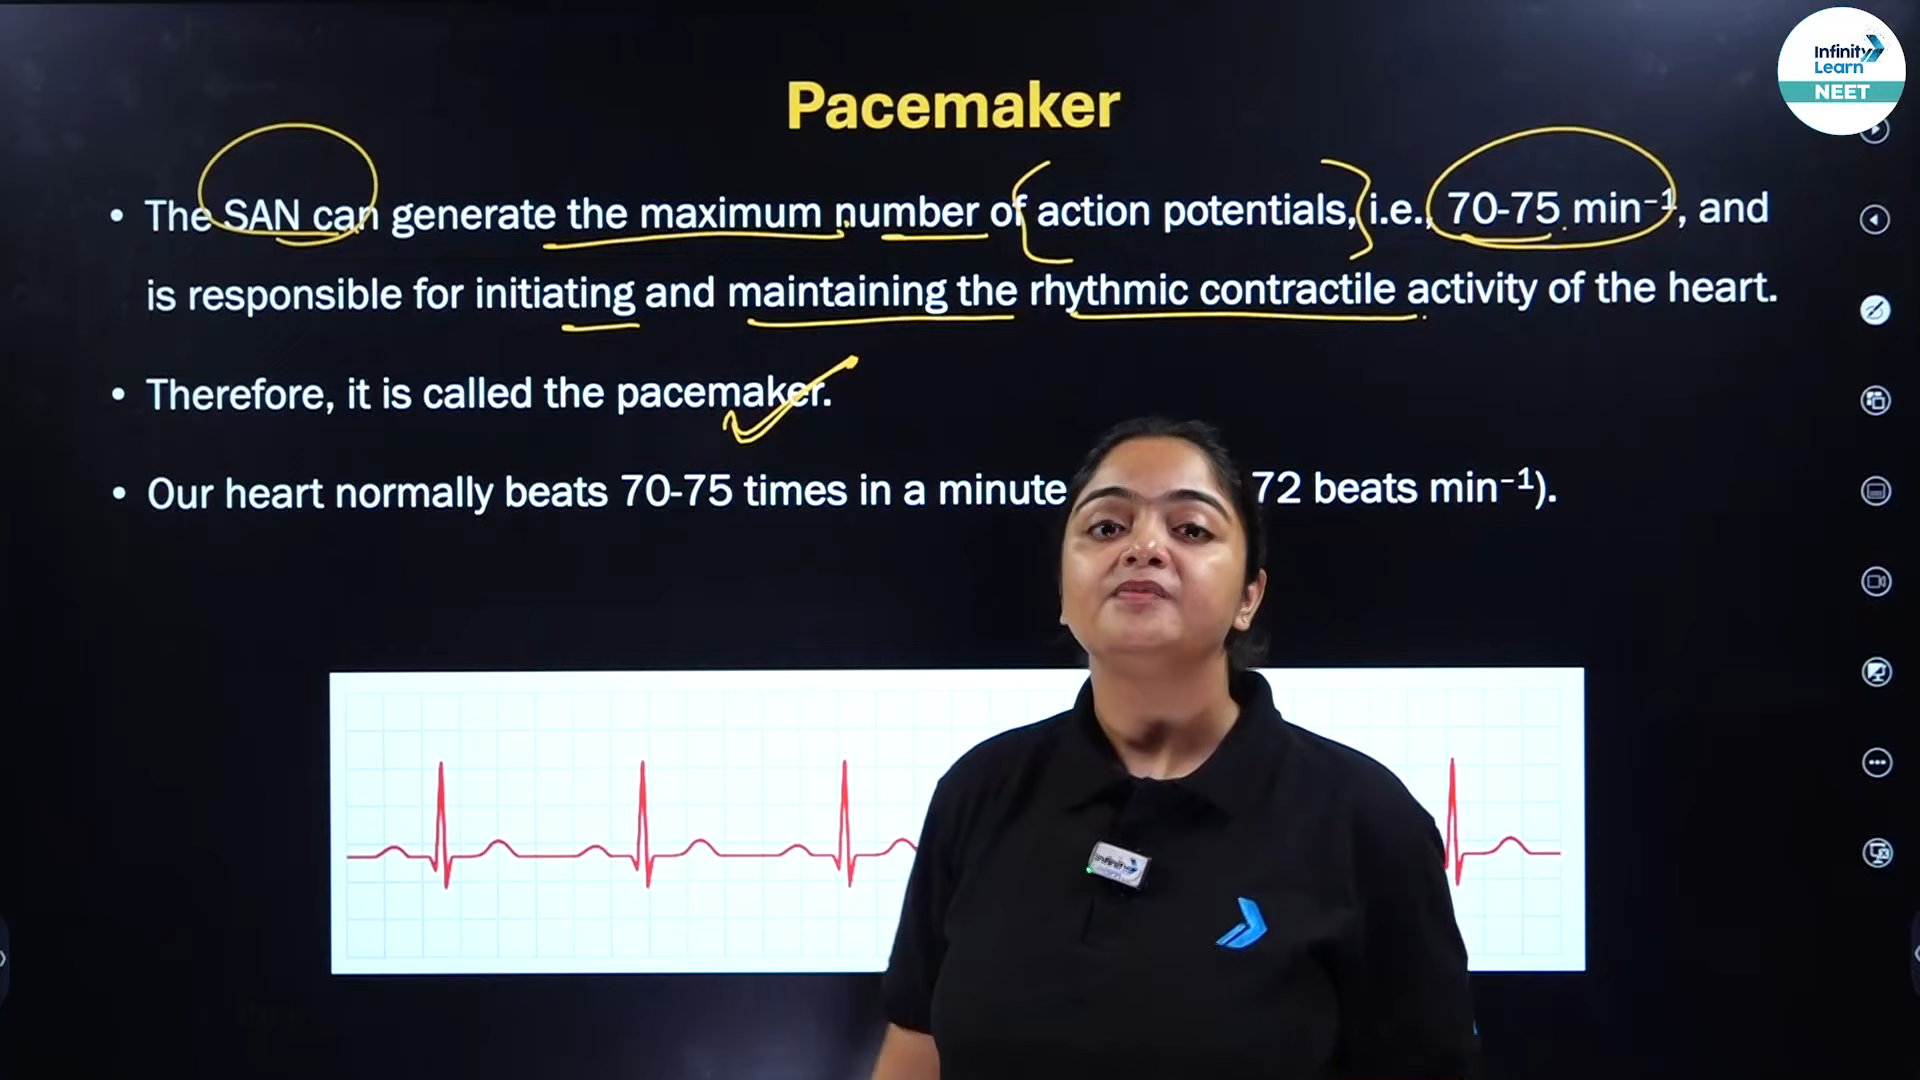 Infinity
Learn
NEET
Pacemaker
• The SAN can generate the maximum number of action potentials, i.e., 70-75 min⁻¹, and
is responsible for initiating and maintaining the rhythmic contractile activity of the heart.
• Therefore, it is called the pacemaker.
• Our heart normally beats 70-75 times in a minute 72 beats min⁻¹).